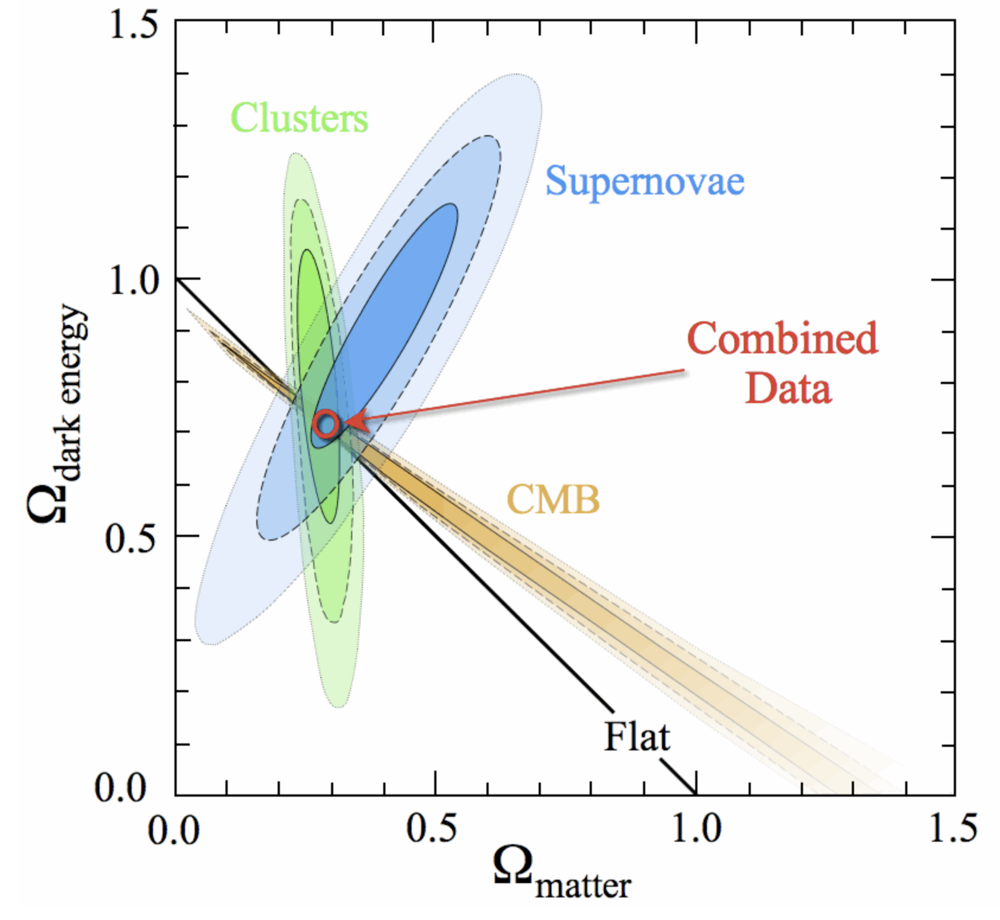 1.5
Clusters
Supernovae
1.0
Combined
Data
Ωdark energy
CMB
0.5
Flat
0.0
0.0 0.5 1.0 1.5
Ωmatter